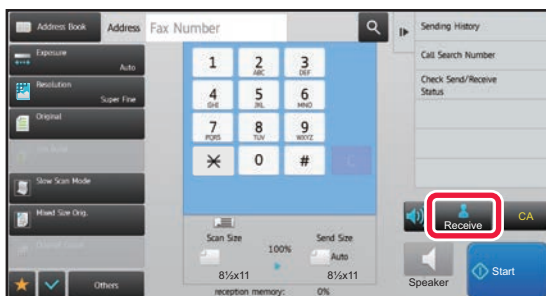 Address Book
Address
Fax Number
Sending History
Exposure
Auto
Call Search Number
Resolution
Super Fine
Check Send/Receive
Status
Original
1
2
ABC
3
DEF
4
GHI
5
JKL
6
MNO
7
PQRS
8
TUV
9
WXYZ
0
#
C
Slow Scan Mode
Mixed Size Orig.
Receive
CA
Scan Size
100%
Send Size
Auto
8½x11
8½x11
Others
reception memory:
0%
Speaker
Start